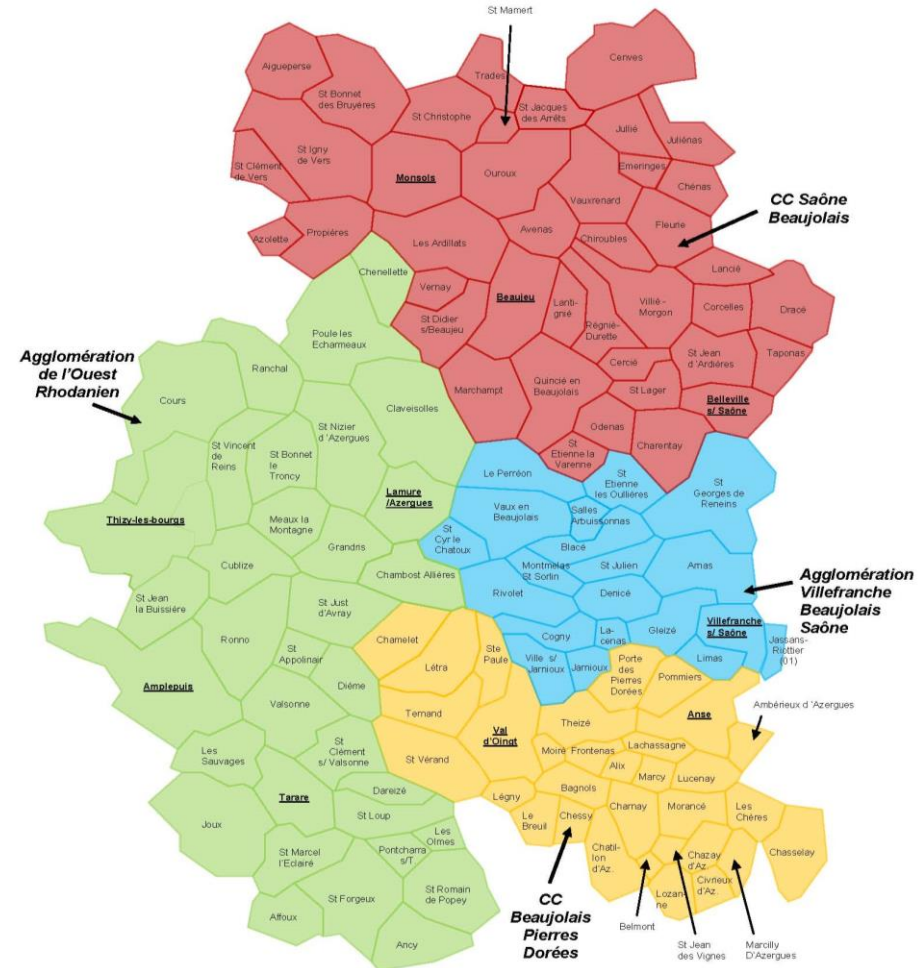 St Mamert
Aigueperse
Cenves
Trades
St Bonnet
des Bruyéres
St Jacques
des Arrêts
St Christophe
Jullié
Juliénas
St Igny
de Vers
St Clément
de Vers
Monsols
Ouroux
Emeringes
Chénas
Vauxrenard
CC Saône
Beaujolais
Fleurie
Azolette
Propières
Avenas
Chiroubles
Les Ardillats
Chenellette
Lancié
Vernay
Beaujeu
Lanti-
gnié
Villié -
Morgon
Corcelles
Dracé
St Didier
s/Beaujeu
Régnié-
Durette
Poule les
Echarmeaux
Agglomération
de l'Ouest
Rhodanien
Ranchal
Cercié
St Jean
d'Ardières
Taponas
Marchampt
Quincié en
Beaujolais
St Lager
Belleville
s/ Saône
Cours
Claveisolles
St Nizier
d'Azergues
Odenas
Charentay
St Vincent
de
Reins
St Bonnet
le
Troncy
St
Etienne la
Varenne
Le Perréon
St
Etienne
les Oullières
St
Georges de
Reneins
Lamure
/Azergues
Vaux en
Beaujolais
Salles
Arbuissonnas
Thizy-les-bourgs
Meaux la
Montagne
St
Cyr le
Chatoux
Blacé
Grandris
Montmelas
St Sorlin
St Julien
Arnas
Cublize
Chambost Allières
Rivolet
Denicé
Agglomération
Villefranche
Beaujolais
Saône
St Jean
la Buissière
St Just
d'Avray
Ronno
Chamelet
Ste
Paule
Cogny
La-
cenas
Gleizé
Villefranche
s/ Saône
Jassans-
Riottier
(01)
St
Appolinair
Létra
Ville s/
Jarnioux
Jarnioux
Porte
des
Pierres
Dorées
Limas
Pommiers
Amplepuis
Diéme
Valsonne
Ternand
Val
d'Oingt
Theizé
Anse
Ambérieux d 'Azergues
Les
Sauvages
St
Clément
s/ Valsonne
St Vérand
Moiré
Frontenas
Lachassagne
Alix
Marcy
Lucenay
Tarare
Dareizé
Légny
Bagnols
Joux
St Loup
Le
Breuil
Chessy
Charnay
Morancé
Les
Chères
Les
Olmes
St Marcel
l'Eclairé
Pontcharra
s/T
Chatil-
lon
d'Az.
Chazay
d'Az.
Chasselay
St Forgeux
St Romain
de Popey
Civrieux
d'Az.
Lozan-
ne
Affoux
CC
Beaujolais
Pierres
Dorées
Belmont
Ancy
St Jean
des Vignes
Marcilly
D'Azergues